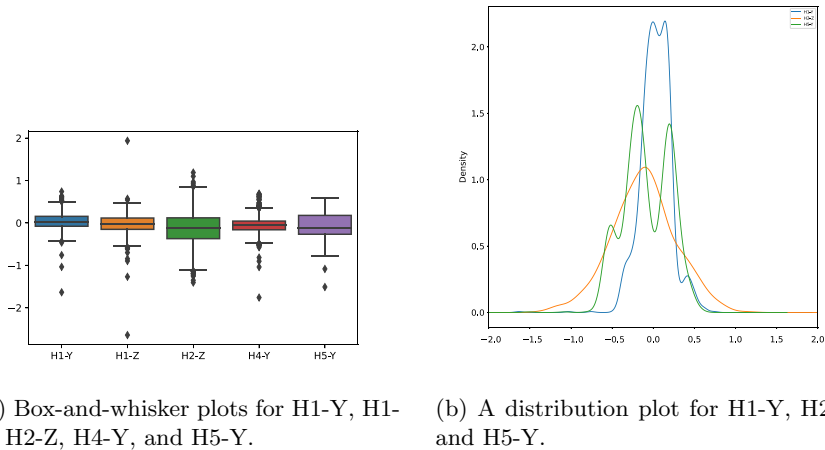 2
1
0
−1
−2
H1-Y H1-Z H2-Z H4-Y H5-Y
) Box-and-whisker plots for H1-Y, H1-
H2-Z, H4-Y, and H5-Y.
H1-Y
H2-Z
H5-Y
Density
2.0
1.5
1.0
0.5
0.0
−2.0 −1.5 −1.0 −0.5 0.0 0.5 1.0 1.5 2.0
(b) A distribution plot for H1-Y, H2
and H5-Y.